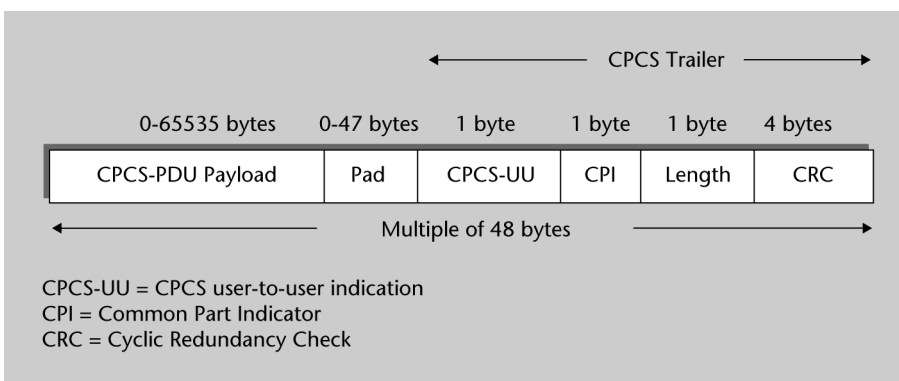 CPCS Trailer
0-65535 bytes 0-47 bytes 1 byte 1 byte 1 byte 4 bytes
CPCS-PDU Payload Pad CPCS-UU CPI Length CRC
Multiple of 48 bytes
CPCS-UU = CPCS user-to-user indication
CPI = Common Part Indicator
CRC = Cyclic Redundancy Check